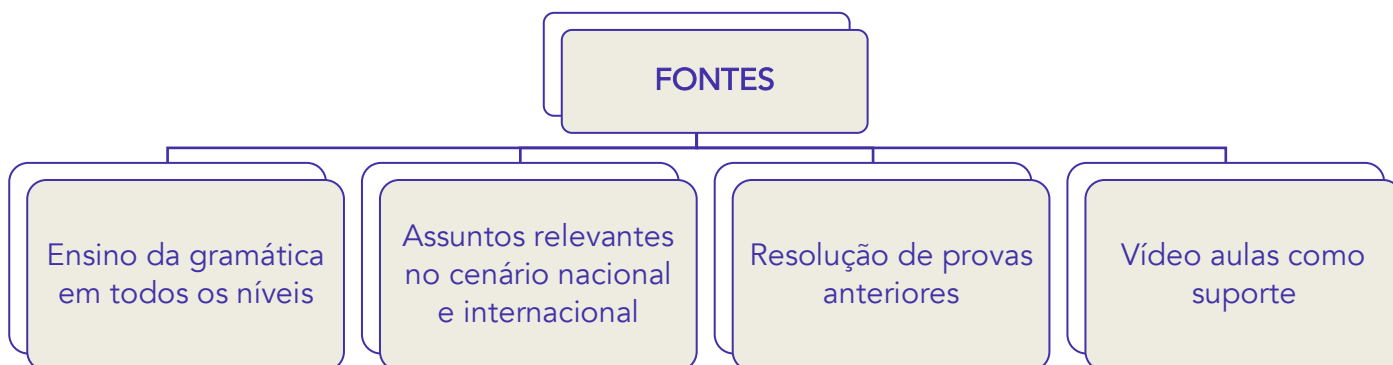 FONTES
Ensino da gramática
em todos os níveis
Assuntos relevantes
no cenário nacional
e internacional
Resolução de provas
anteriores
Vídeo aulas como
suporte